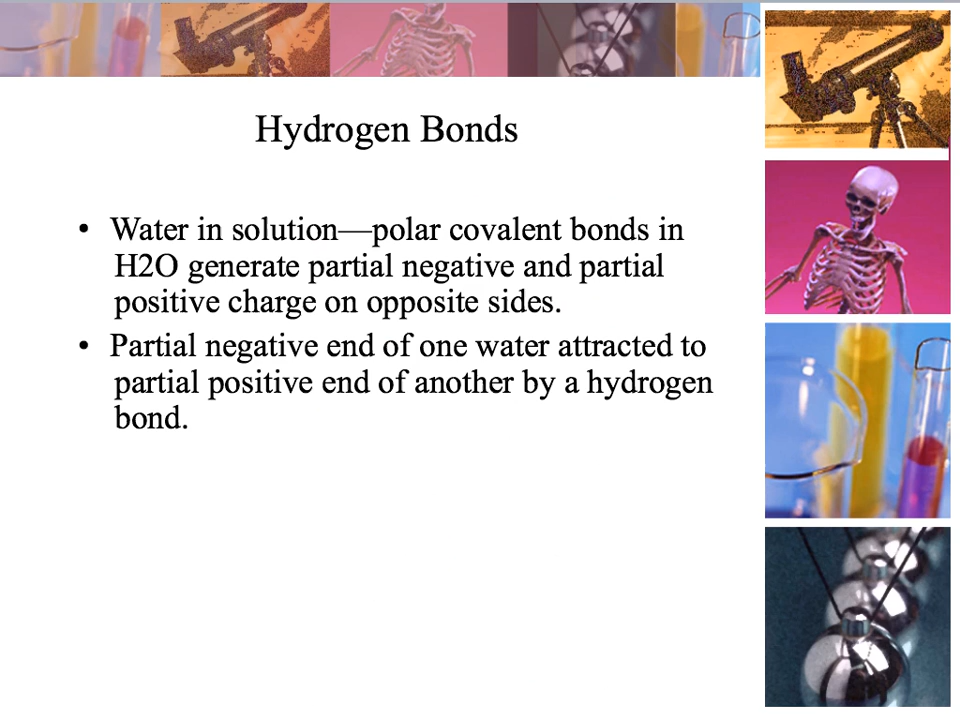 Hydrogen Bonds
• Water in solution—polar covalent bonds in
H2O generate partial negative and partial
positive charge on opposite sides.
• Partial negative end of one water attracted to
partial positive end of another by a hydrogen
bond.